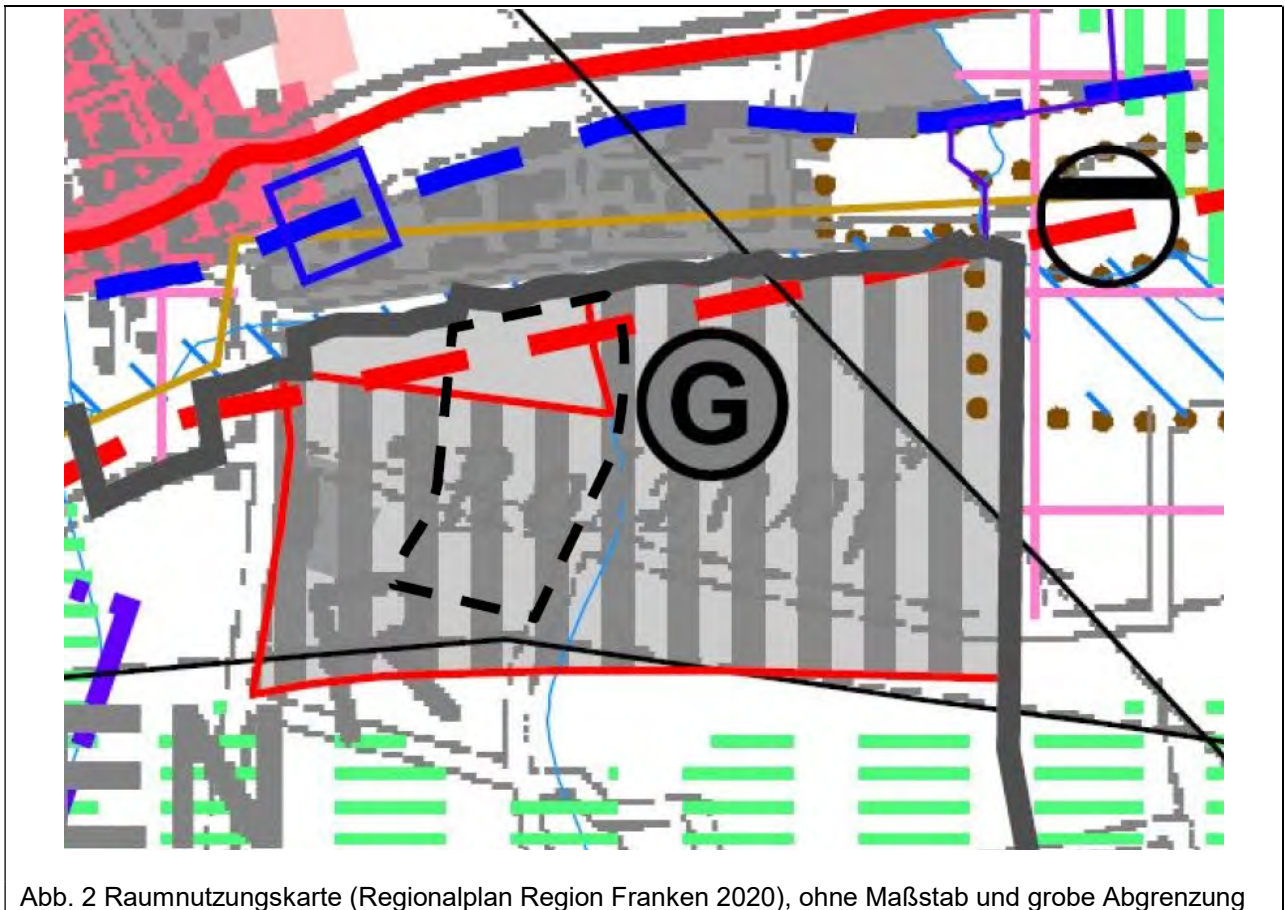 G
EN
Abb. 2 Raumnutzungskarte (Regionalplan Region Franken 2020), ohne Maßstab und grobe Abgrenzung